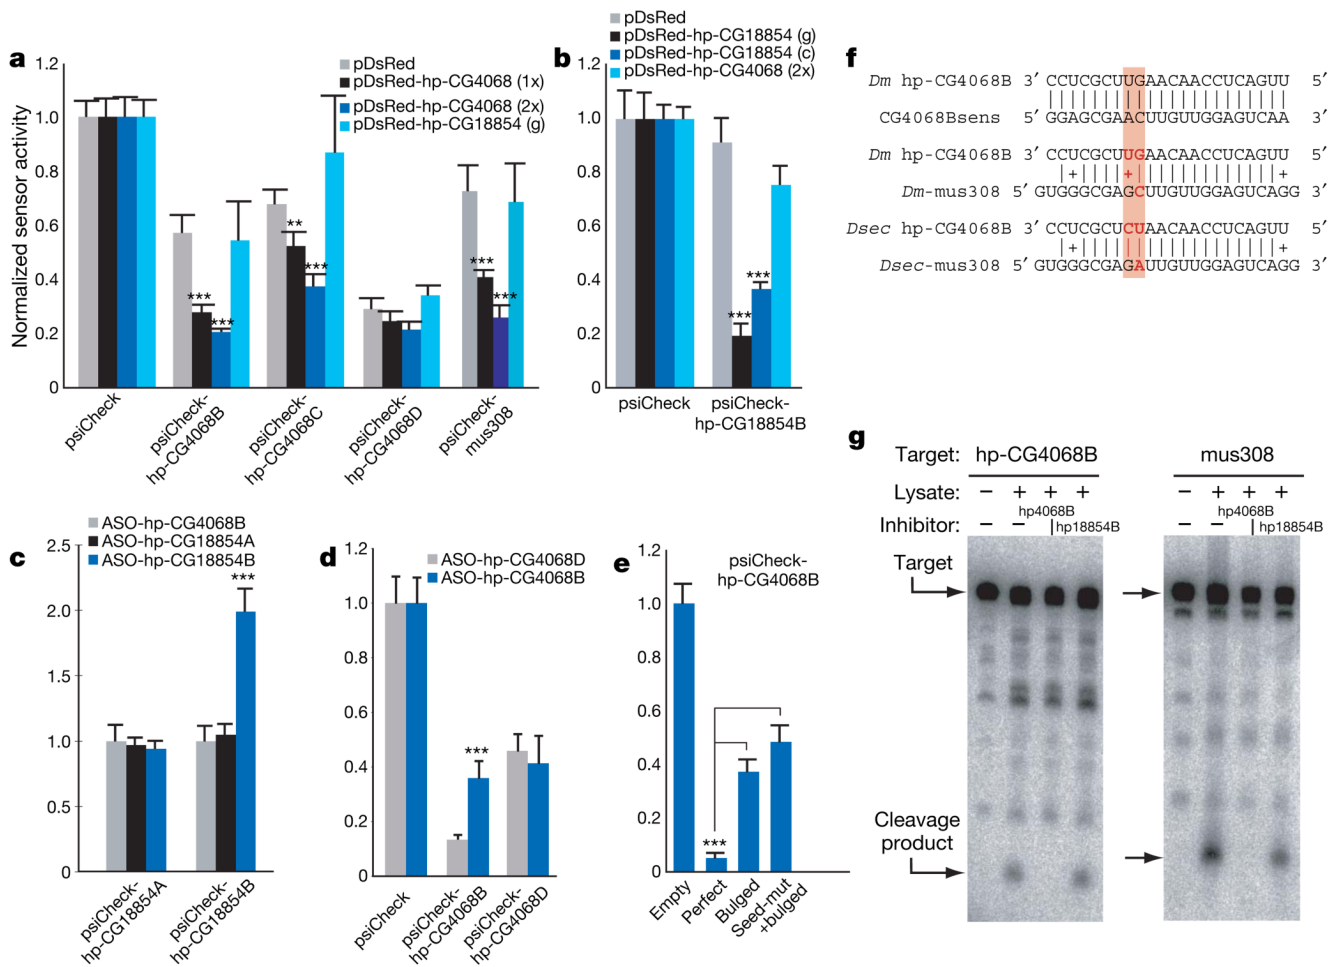 a
pDsRed
pDsRed-hp-CG4068 (1x)
pDsRed-hp-CG4068 (2x)
pDsRed-hp-CG18854 (g)
Normalized sensor activity
1.2
1.0
0.8
0.6
0.4
0.2
0
***
***
**
***
***
***
psiCheck
psiCheck-
hp-CG4068B
psiCheck-
hp-CG4068C
psiCheck-
hp-CG4068D
psiCheck-
mus308
b
pDsRed
pDsRed-hp-CG18854 (g)
pDsRed-hp-CG18854 (c)
pDsRed-hp-CG4068 (2x)
1.2
1.0
0.8
0.6
0.4
0.2
0
***
***
psiCheck
psiCheck-
hp-CG18854B
c
ASO-hp-CG4068B
ASO-hp-CG18854A
ASO-hp-CG18854B
2.5
2.0
1.5
1.0
0.5
0
***
psiCheck-
hp-CG18854A
psiCheck-
hp-CG18854B
d
ASO-hp-CG4068D
ASO-hp-CG4068B
1.2
1.0
0.8
0.6
0.4
0.2
0
***
psiCheck
psiCheck-
hp-CG4068B
psiCheck-
hp-CG4068D
e
psiCheck-
hp-CG4068B
1.2
1.0
0.8
0.6
0.4
0.2
0
***
Empty
Perfect
Bulged
Seed-mut
+bulged
f
Dm hp-CG4068B 3′ CCUCGCUUGAACAACCUCAGUU 5′
CG4068Bsens 5′ GGAGCGAACUUGUUGGAGUCAA 3′
Dm hp-CG4068B 3′ CCUCGCUUGAACAACCUCAGUU 5′
Dm-mus308 5′ GUGGGCGAGCUUGUUGGAGUCAGG 3′
Dsec hp-CG4068B 3′ CCUCGCUCUAACAACCUCAGUU 5′
Dsec-mus308 5′ GUGGGCGAGAUUGUUGGAGUCAGG 3′
g
Target: hp-CG4068B mus308
Lysate: − + + + − + + +
hp4068B hp4068B
Inhibitor: − − hp18854B − − hp18854B
Target
Cleavage
product